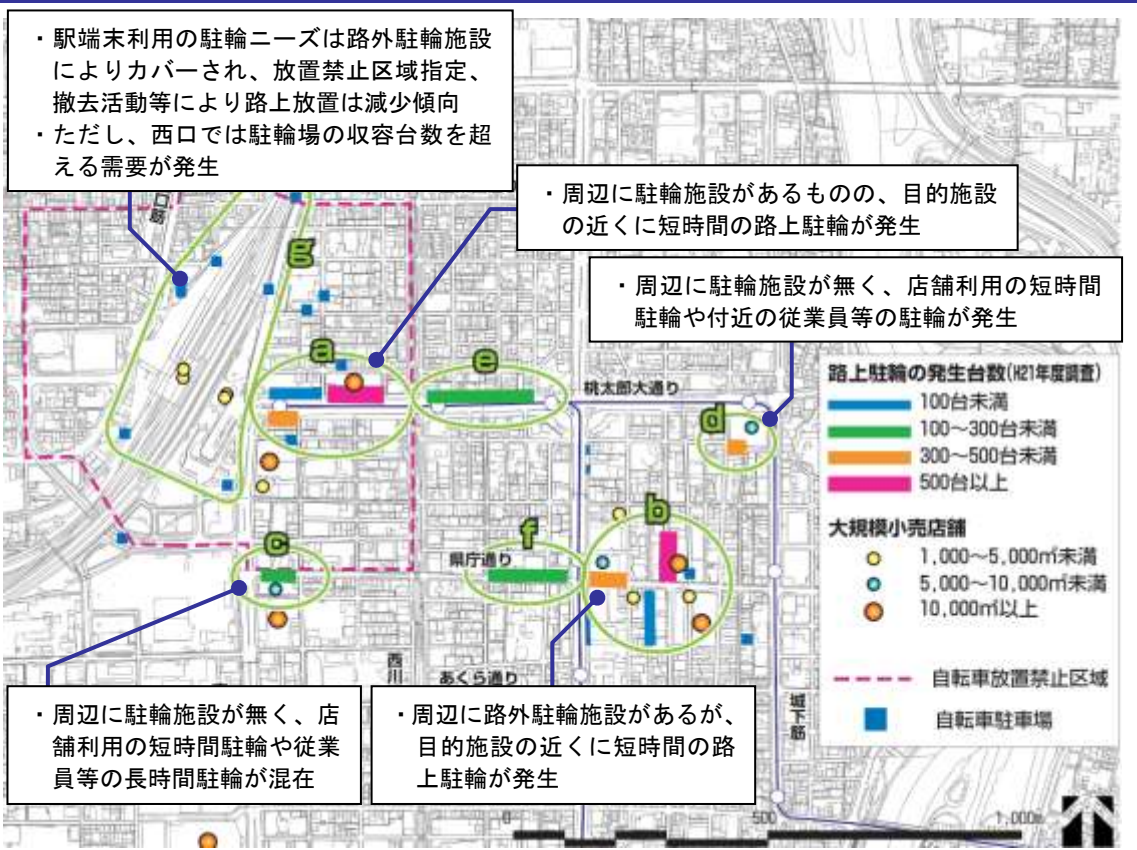 ・駅端末利用の駐輪ニーズは路外駐輪施設
によりカバーされ、放置禁止区域指定、
撤去活動等により路上放置は減少傾向
・ただし、西口では駐輪場の収容台数を超
える需要が発生
・周辺に駐輪施設があるものの、目的施設
の近くに短時間の路上駐輪が発生
・周辺に駐輪施設が無く、店舗利用の短時間
駐輪や付近の従業員等の駐輪が発生
口筋
g
a
e
桃太郎大通り
d
b
c
f
県庁通り
西川
あくら通り
城下筋
路上駐輪の発生台数(H21年度調査)
100台未満
100～300台未満
300～500台未満
500台以上
大規模小売店舗
1,000～5,000㎡未満
5,000～10,000㎡未満
10,000㎡以上
自転車放置禁止区域
自転車駐車場
・周辺に駐輪施設が無く、店
舗利用の短時間駐輪や従業
員等の長時間駐輪が混在
・周辺に路外駐輪施設があるが、
目的施設の近くに短時間の路
上駐輪が発生
0 500 1,000m